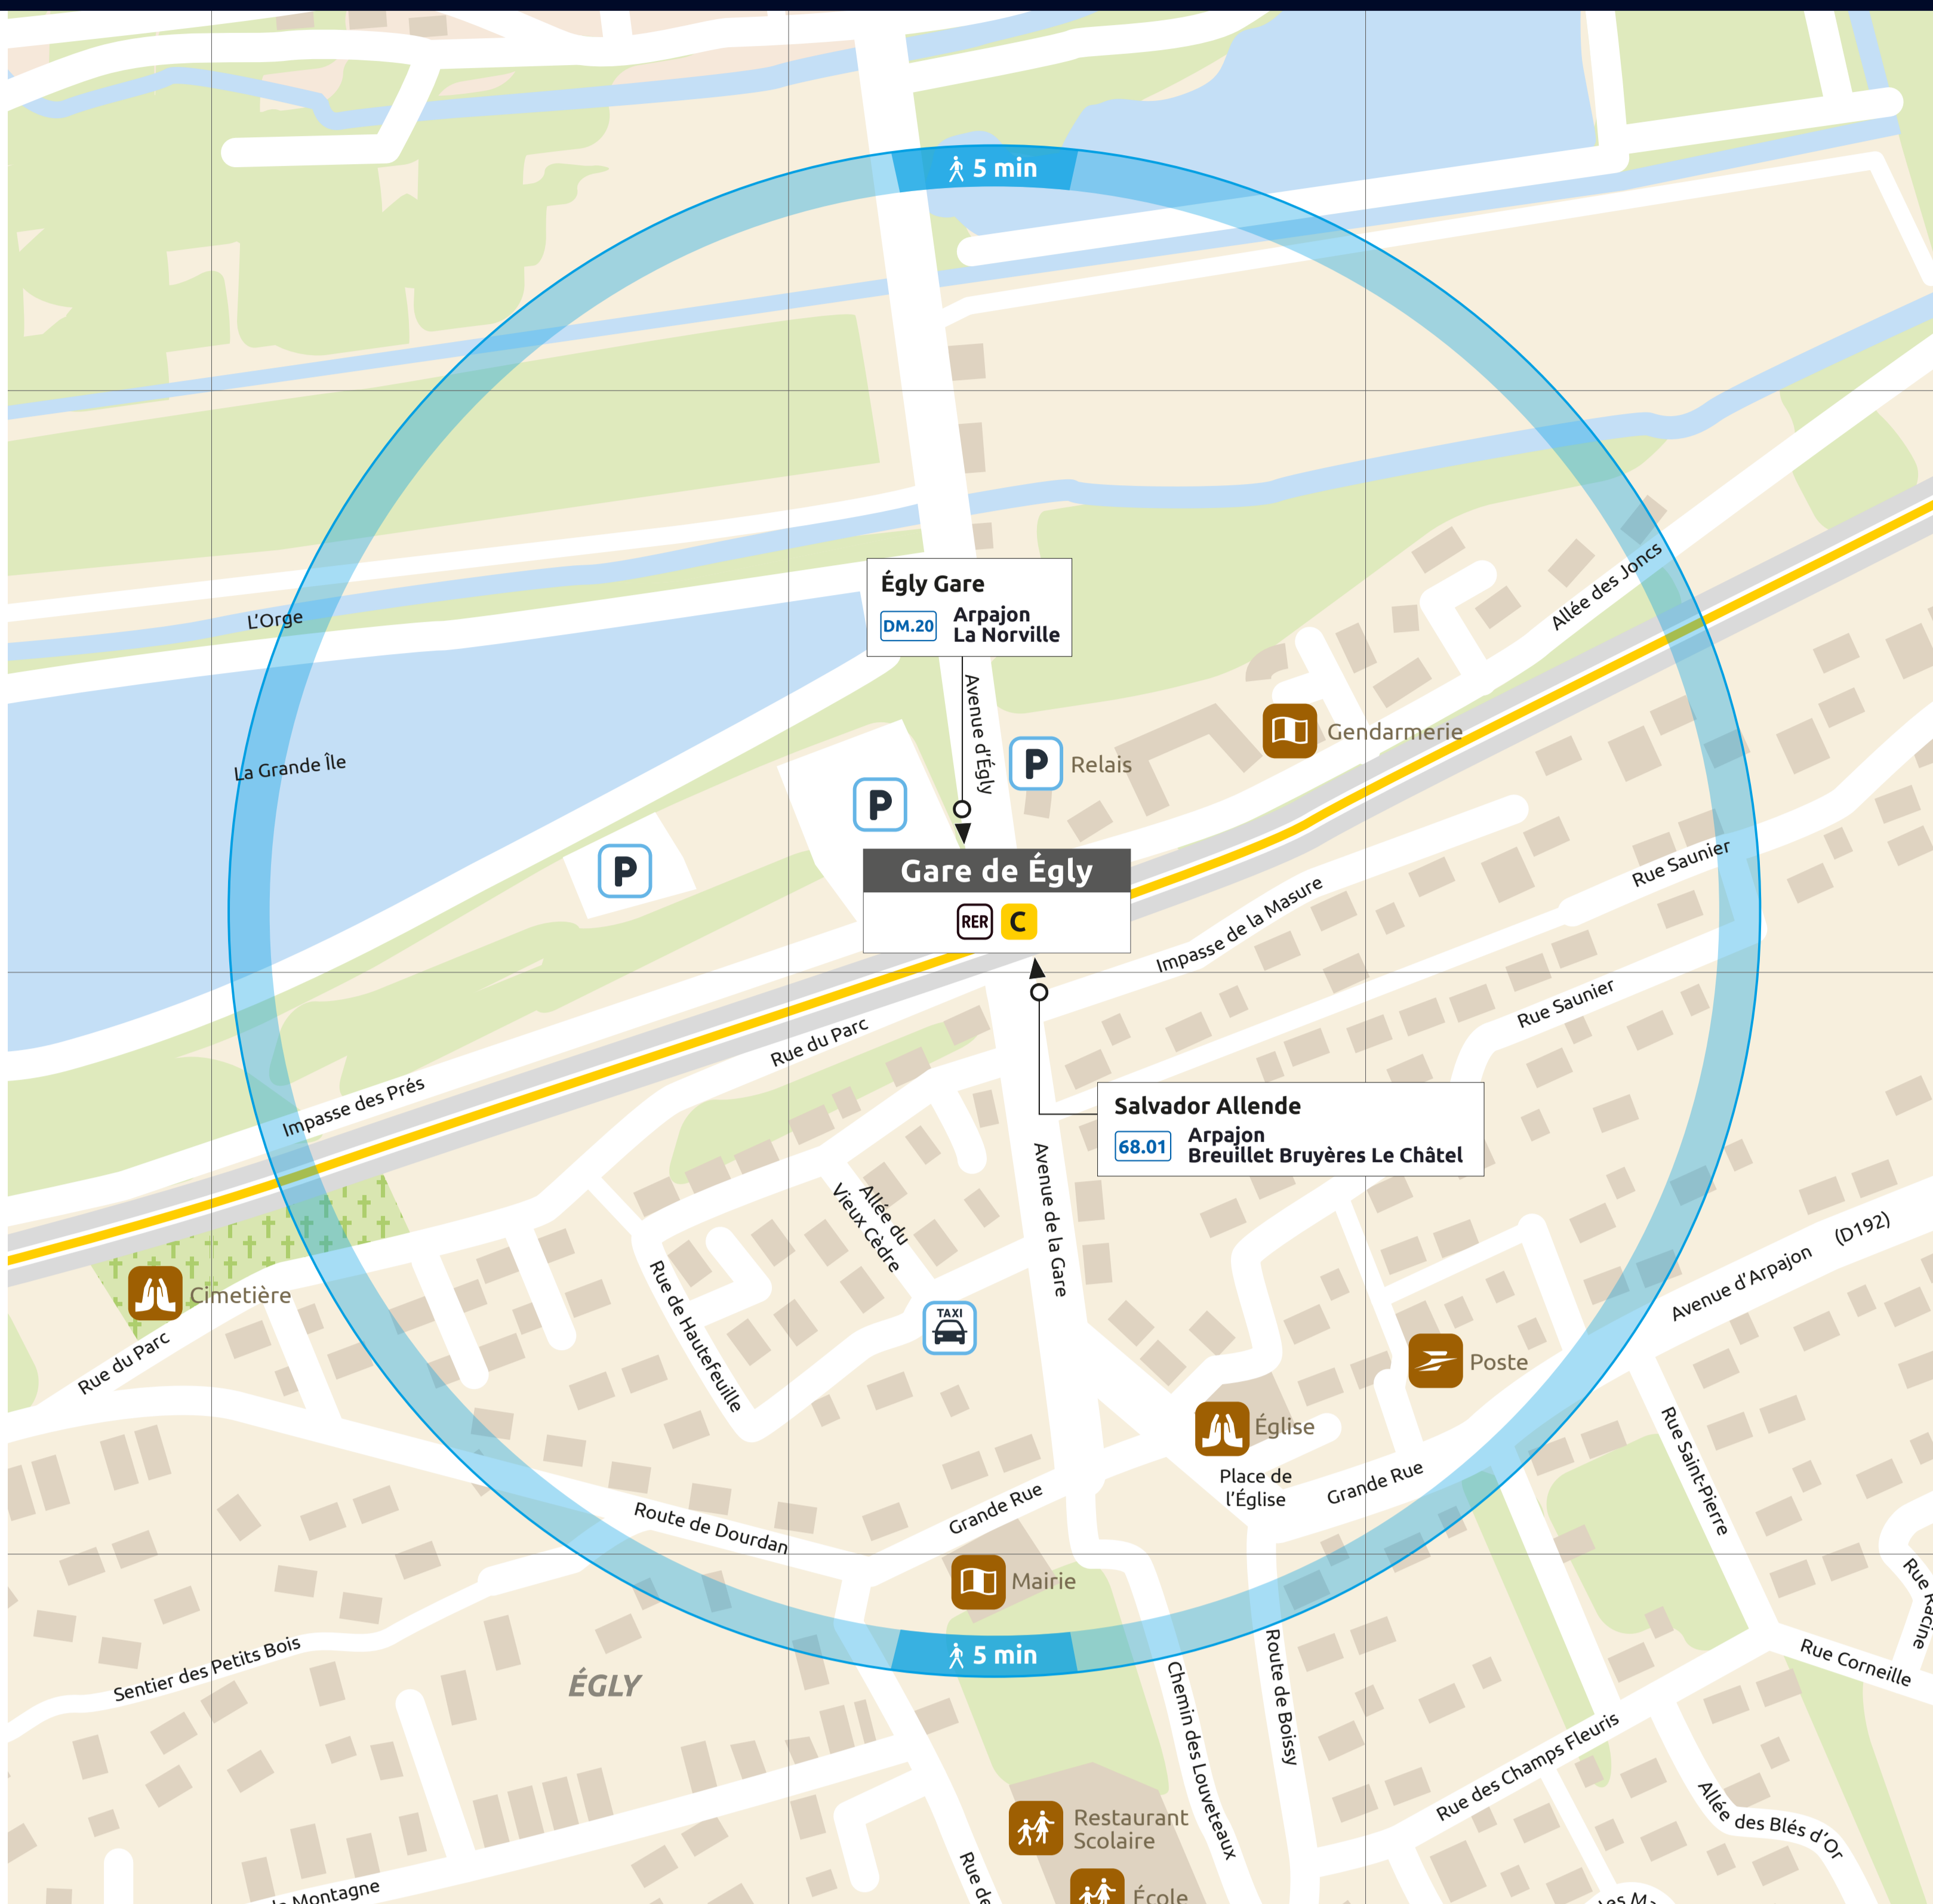 5 min
Égly Gare
DM.20
Arpajon
La Norville
Avenue d'Égly
L'Orge
La Grande Île
Allée des Joncs
Gendarmerie
P
Relais
P
P
Gare de Égly
RER
C
Impasse de la Masure
Rue Saunier
Rue Saunier
Rue du Parc
Impasse des Prés
Salvador Allende
68.01
Arpajon
Breuillet Bruyères Le Châtel
Avenue de la Gare
Allée du
Vieux Cèdre
Rue de Hautefeuille
Cimetière
Rue du Parc
TAXI
Avenue d'Arpajon
(D192)
Poste
Église
Place de
l'Église
Grande Rue
Grande Rue
Rue Saint-Pierre
Route de Dourdan
Mairie
Rue Racine
Rue Corneille
Sentier des Petits Bois
5 min
ÉGLY
Chemin des Louveteaux
Route de Boissy
Rue des Champs Fleuris
Allée des Blés d'Or
Restaurant
Scolaire
École
Rue de
Montagne